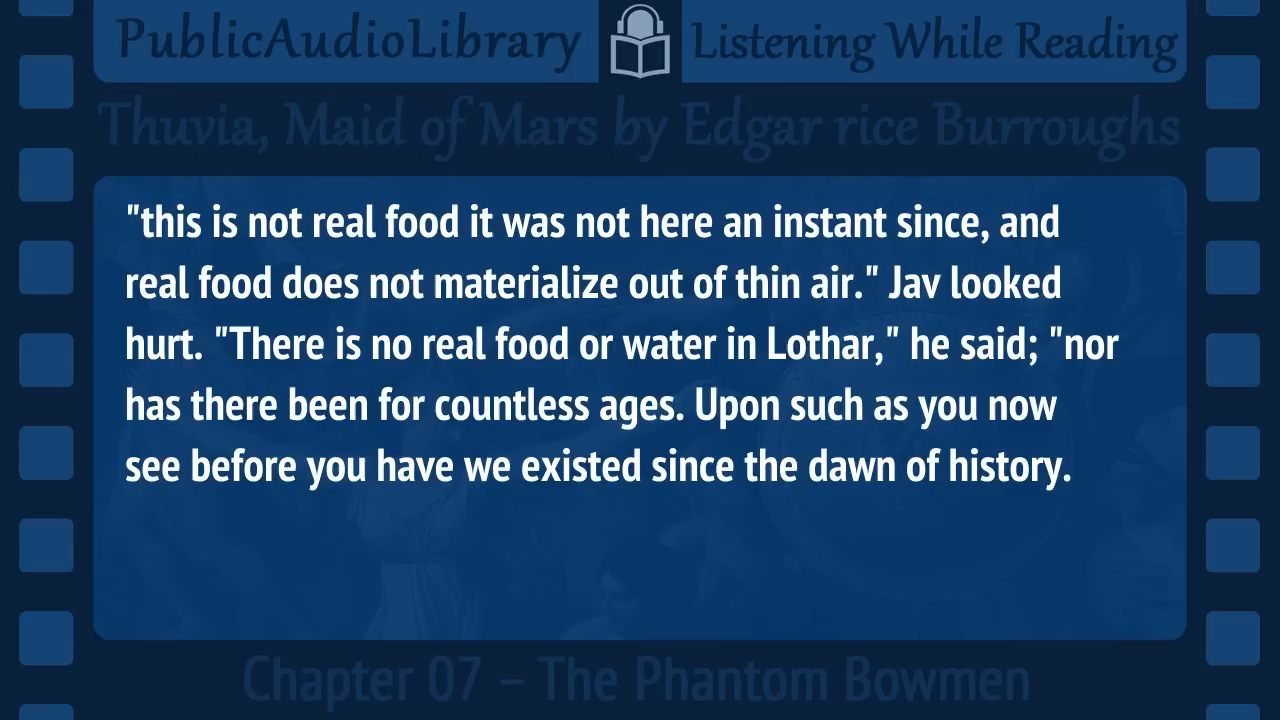 PublicAudioLibrary Listening While Reading
Thuvia, Maid of Mars by Edgar rice Burroughs
"this is not real food it was not here an instant since, and
real food does not materialize out of thin air." Jav looked
hurt. "There is no real food or water in Lothar," he said; "nor
has there been for countless ages. Upon such as you now
see before you have we existed since the dawn of history.
Chapter 07 – The Phantom Bowmen